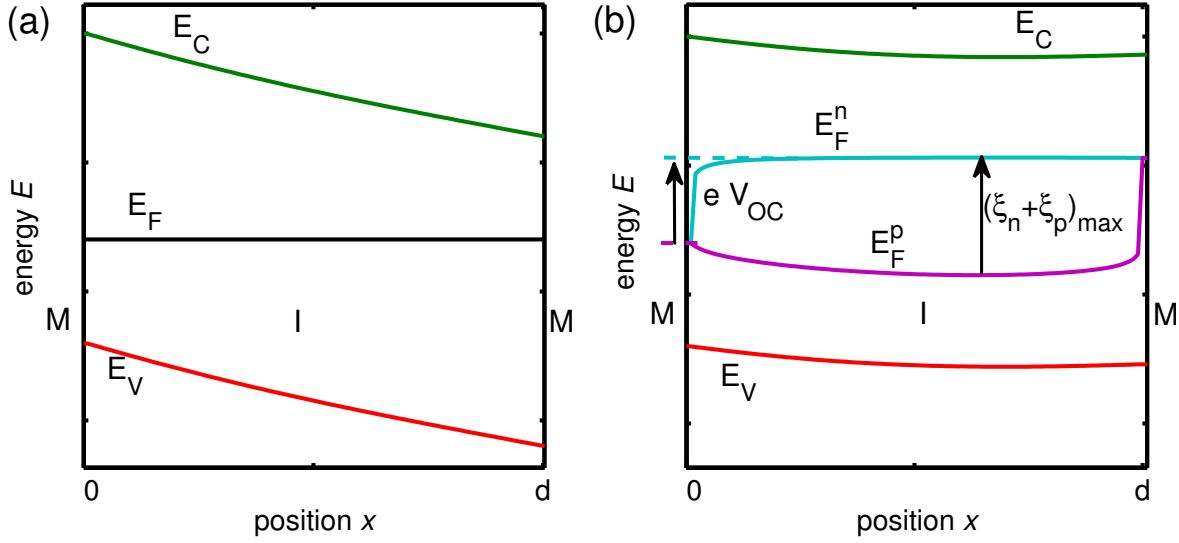 (a)
E_C
E_F
M
I
M
E_V
energy E
0
d
position x
(b)
E_C
E_F^n
e V_OC
(ξ_n+ξ_p)_max
E_F^p
M
I
M
E_V
energy E
0
d
position x